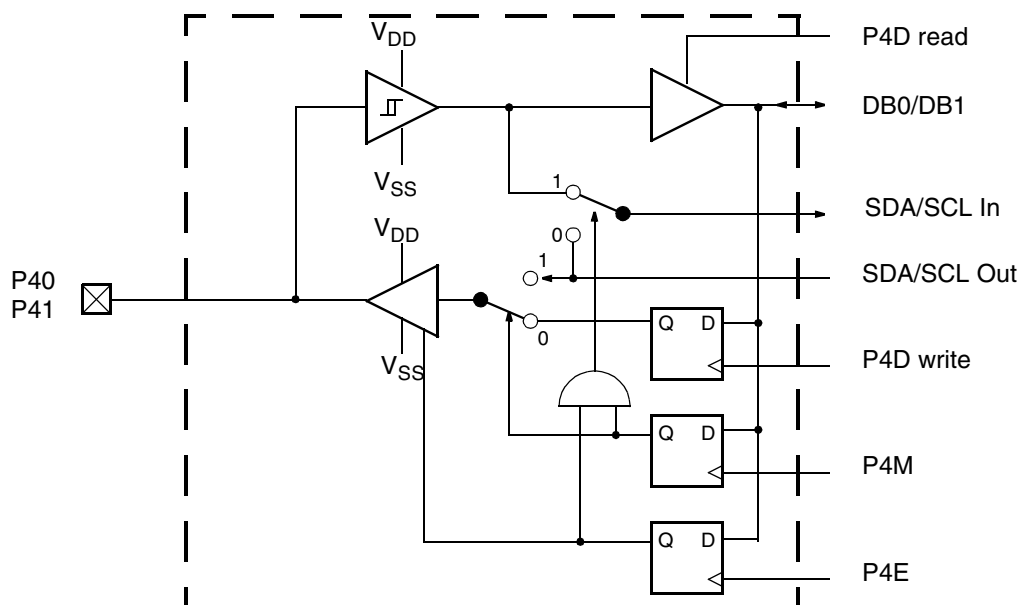 VDD
P4D read
DB0/DB1
VSS
1
SDA/SCL In
VDD
0
1
SDA/SCL Out
P40
P41
Q D
0
P4D write
VSS
Q D
P4M
Q D
P4E